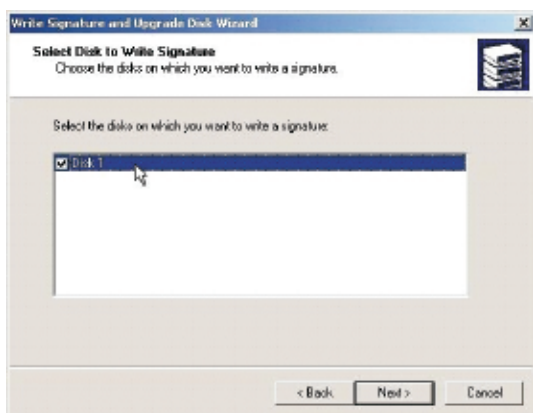 Write Signature and Upgrade Disk Wizard
Select Disk to Write Signature
Choose the disks on which you want to write a signature.
Select the disks on which you want to write a signature:
Disk 1
< Back
Next >
Cancel